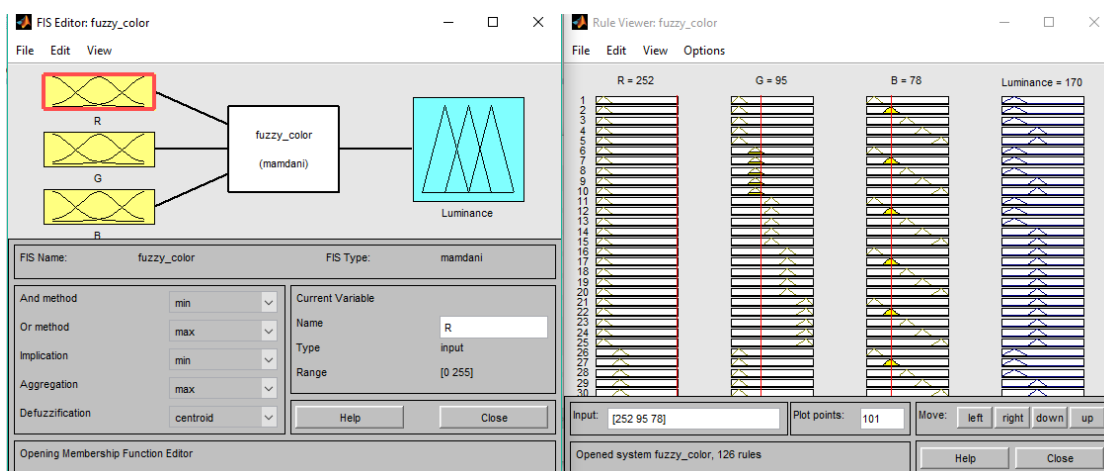 FIS Editor: fuzzy_color
File Edit View
R
G
B
fuzzy_color
(mamdani)
Luminance
FIS Name: fuzzy_color FIS Type: mamdani
And method min
Or method max
Implication min
Aggregation max
Defuzzification centroid
Current Variable
Name R
Type input
Range [0 255]
Help Close
Opening Membership Function Editor
Rule Viewer: fuzzy_color
File Edit View Options
R = 252 G = 95 B = 78 Luminance = 170
1
2
3
4
5
6
7
8
9
10
11
12
13
14
15
16
17
18
19
20
21
22
23
24
25
26
27
28
29
30
Input: [252 95 78] Plot points: 101 Move: left right down up
Opened system fuzzy_color, 126 rules Help Close